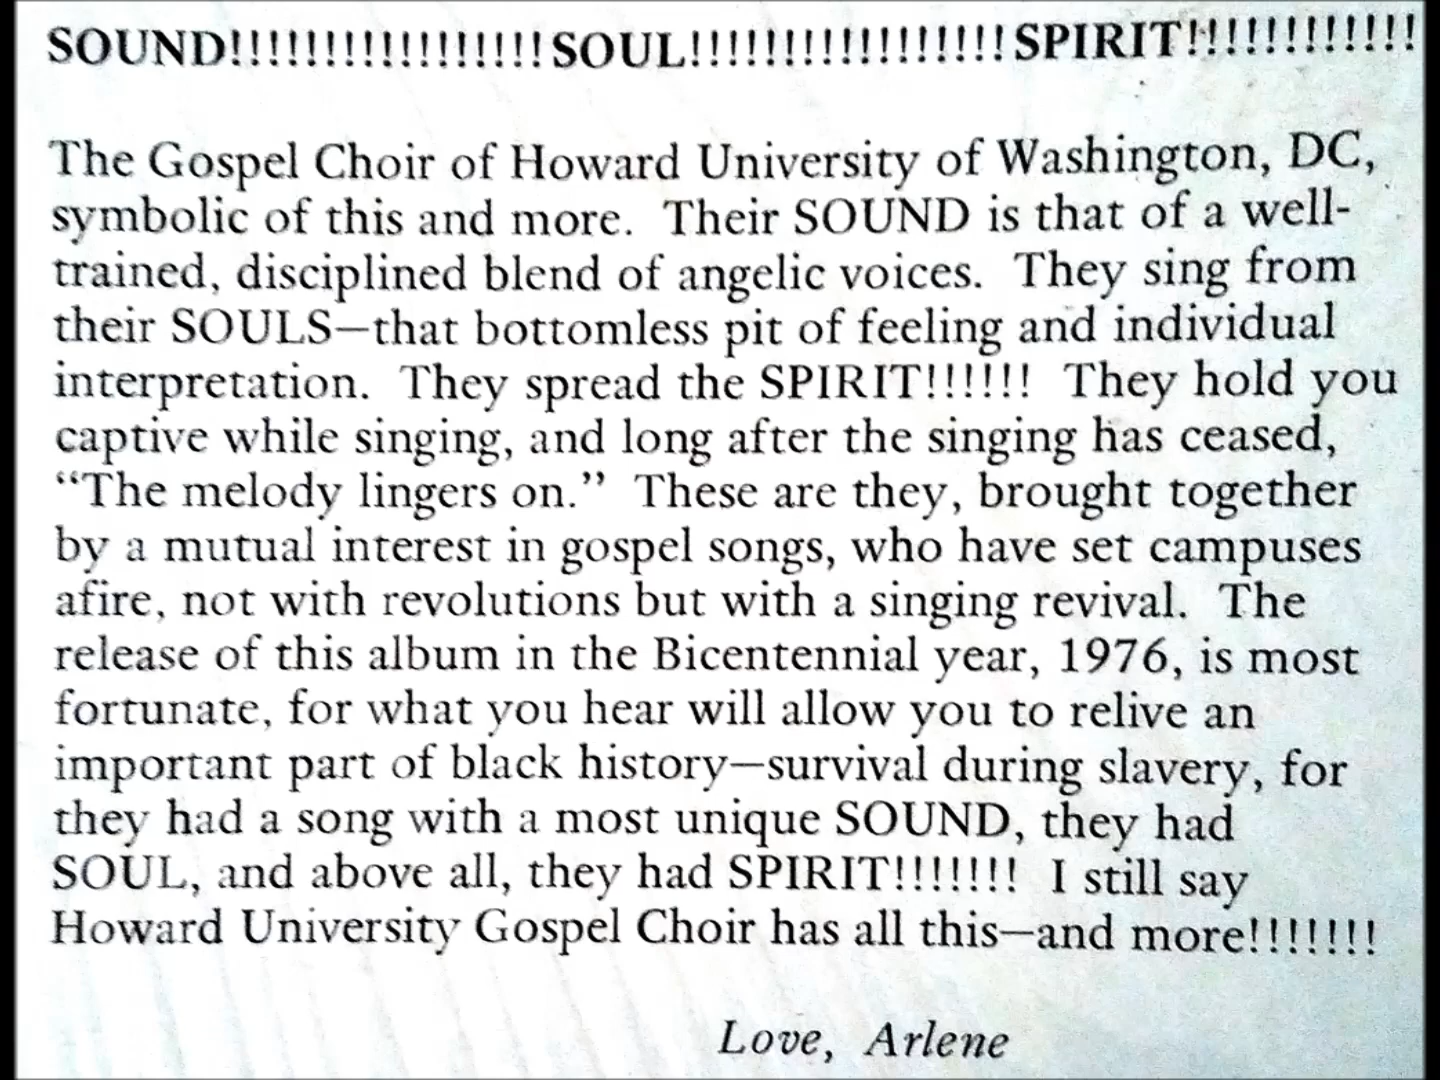 SOUND!!!!!!!!!!!!!!!!!SOUL!!!!!!!!!!!!!!!!!SPIRIT!!!!!!!!!!!!
The Gospel Choir of Howard University of Washington, DC,
symbolic of this and more. Their SOUND is that of a well-
trained, disciplined blend of angelic voices. They sing from
their SOULS—that bottomless pit of feeling and individual
interpretation. They spread the SPIRIT!!!!!! They hold you
captive while singing, and long after the singing has ceased,
“The melody lingers on.” These are they, brought together
by a mutual interest in gospel songs, who have set campuses
afire, not with revolutions but with a singing revival. The
release of this album in the Bicentennial year, 1976, is most
fortunate, for what you hear will allow you to relive an
important part of black history—survival during slavery, for
they had a song with a most unique SOUND, they had
SOUL, and above all, they had SPIRIT!!!!!!! I still say
Howard University Gospel Choir has all this—and more!!!!!!!
Love, Arlene